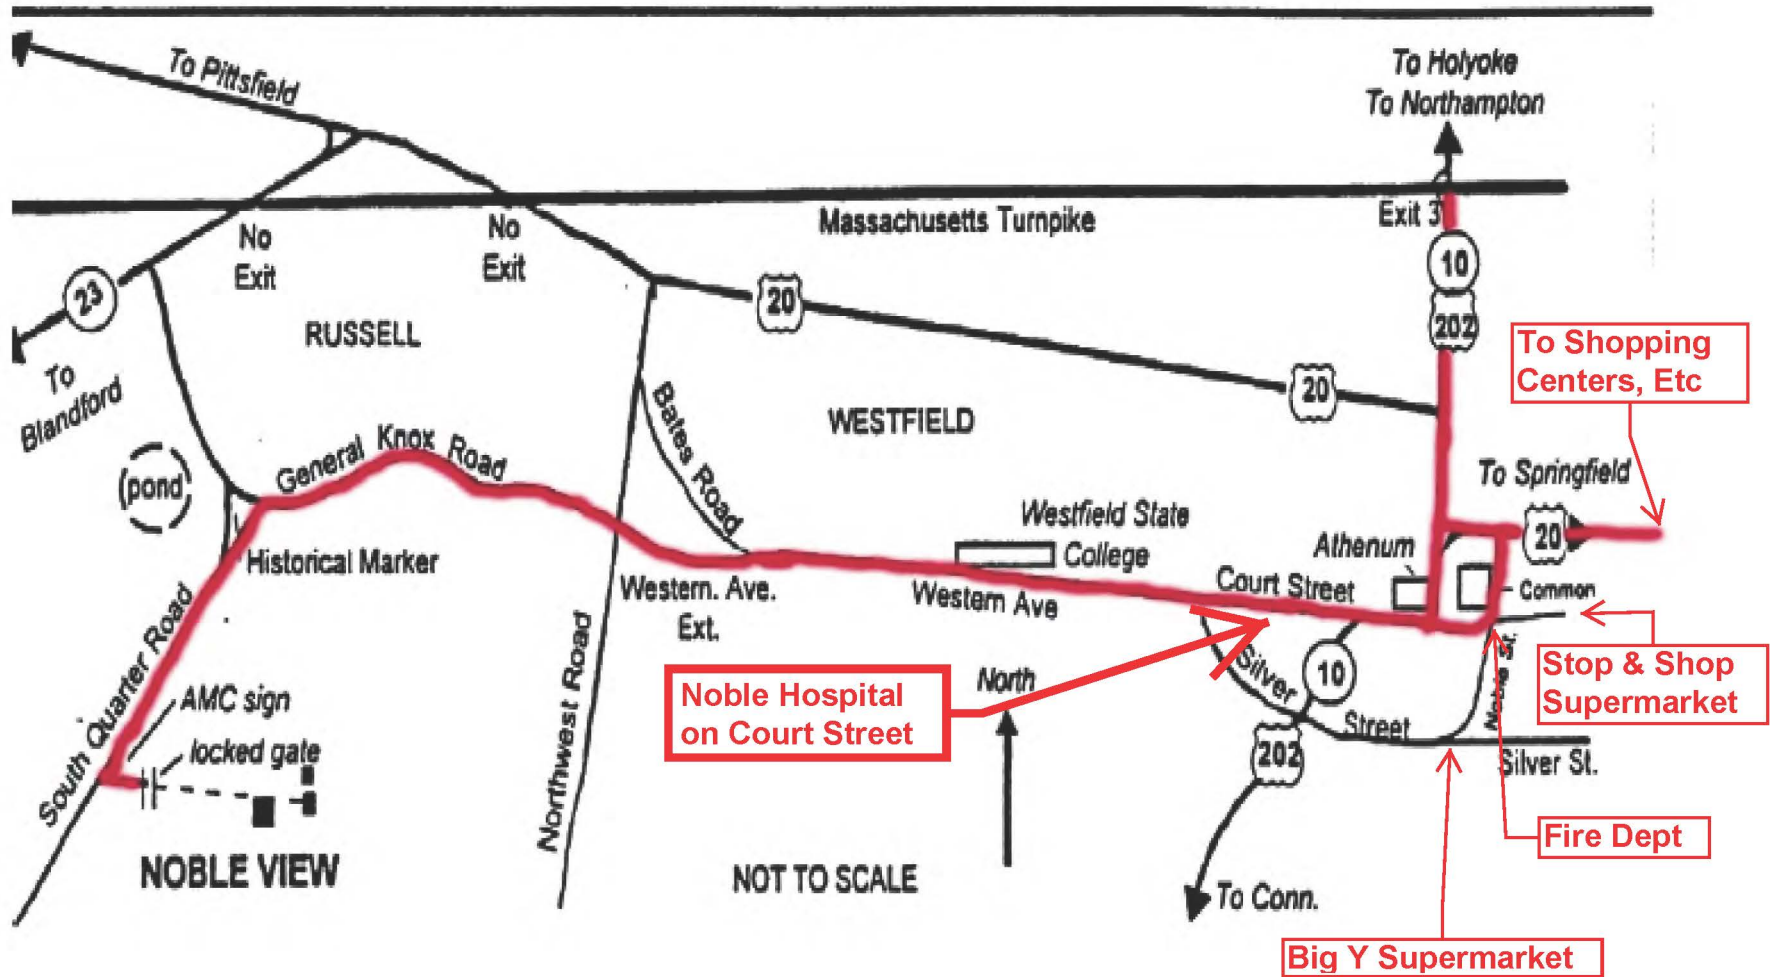 To Pittsfield
To Holyoke
To Northampton
Massachusetts Turnpike
Exit 3
No
Exit
No
Exit
10
202
23
20
20
To
Blandford
RUSSELL
WESTFIELD
To Shopping
Centers, Etc
To Springfield
20
(pond)
General Knox Road
Bates Road
Historical Marker
Westfield State
College
Athenum
Common
Western. Ave.
Ext.
Western Ave
Court Street
Stop & Shop
Supermarket
Noble Hospital
on Court Street
North
Silver
Street
10
202
Noble St.
Silver St.
South Quarter Road
AMC sign
locked gate
Northwest Road
Fire Dept
NOBLE VIEW
NOT TO SCALE
To Conn.
Big Y Supermarket